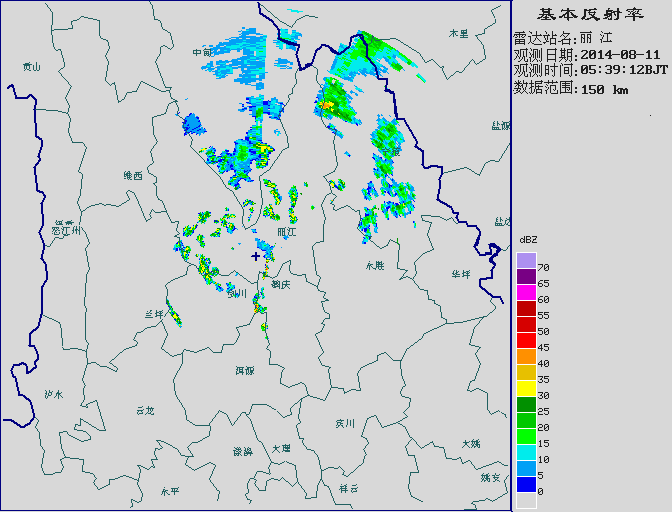 基本反射率
雷达站名:丽 江
观测日期:2014-08-11
观测时间:05:39:12BJT
数据范围:150 km
木里
中甸
贡山
盐源
维西
怒江州
丽江
永胜
华坪
鹤庆
剑川
兰坪
洱源
泸水
云龙
宾川
大姚
漾濞
大理
姚安
永平
祥云
dBZ
70
65
60
55
50
45
40
35
30
25
20
15
10
5
0